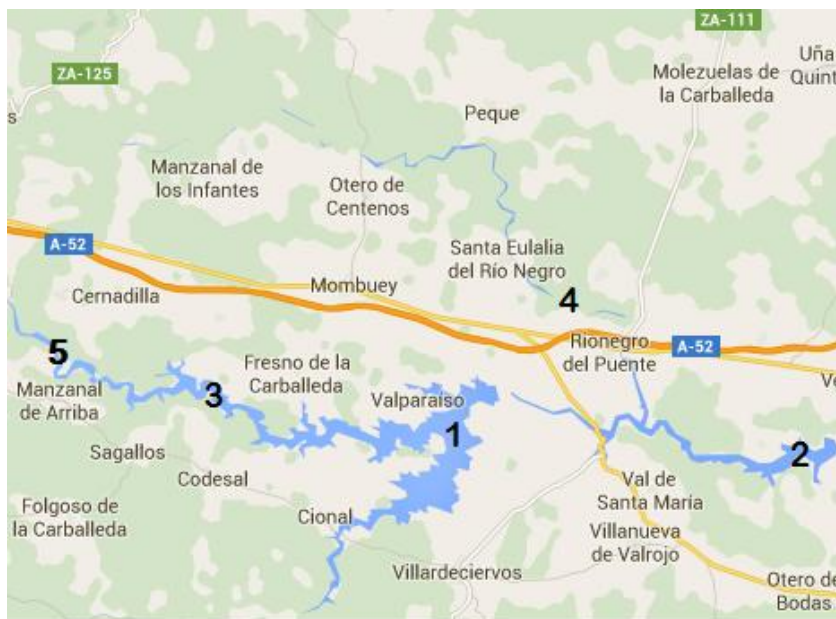 ZA-111
Uña
Quint
ZA-125
Molezuelas de
la Carballeda
s
Peque
Manzanal de
los Infantes
Otero de
Centenos
A-52
Santa Eulalia
del Río Negro
Mombuey
Cernadilla
4
Rionegro
del Puente
A-52
5
Fresno de la
Carballeda
Manzanal
de Arriba
3
Valparaíso
1
2
Sagallos
Codesal
Val de
Santa María
Folgoso de
la Carballeda
Cional
Villanueva
de Valrojo
Villardeciervos
Otero de
Bodas